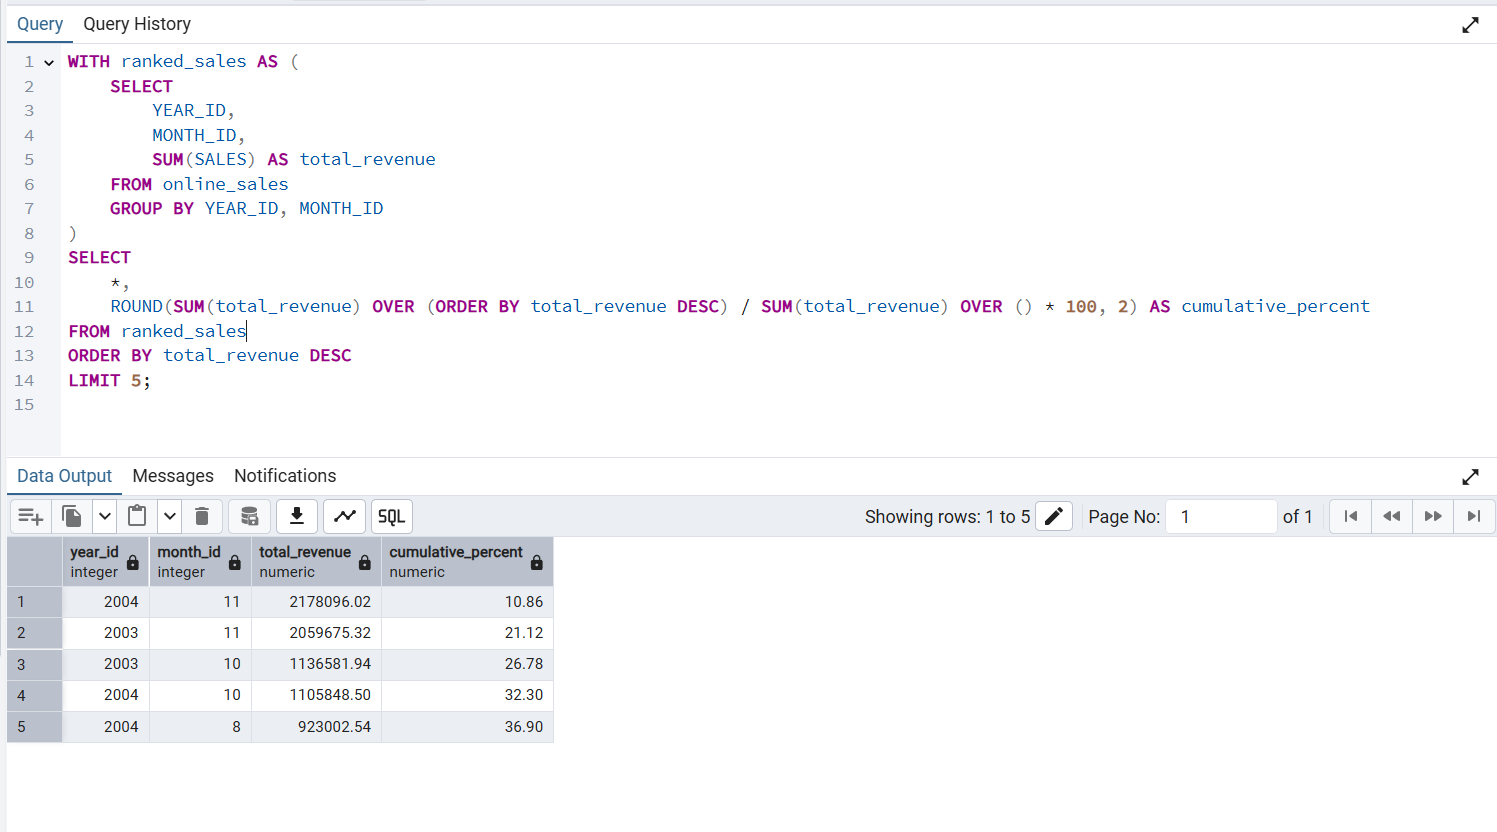 Query Query History
1 WITH ranked_sales AS (
2 SELECT
3 YEAR_ID,
4 MONTH_ID,
5 SUM(SALES) AS total_revenue
6 FROM online_sales
7 GROUP BY YEAR_ID, MONTH_ID
8 )
9 SELECT
10 *,
11 ROUND(SUM(total_revenue) OVER (ORDER BY total_revenue DESC) / SUM(total_revenue) OVER () * 100, 2) AS cumulative_percent
12 FROM ranked_sales
13 ORDER BY total_revenue DESC
14 LIMIT 5;
15
Data Output Messages Notifications
SQL Showing rows: 1 to 5 Page No: 1 of 1
year_id month_id total_revenue cumulative_percent
integer integer numeric numeric
1 2004 11 2178096.02 10.86
2 2003 11 2059675.32 21.12
3 2003 10 1136581.94 26.78
4 2004 10 1105848.50 32.30
5 2004 8 923002.54 36.90